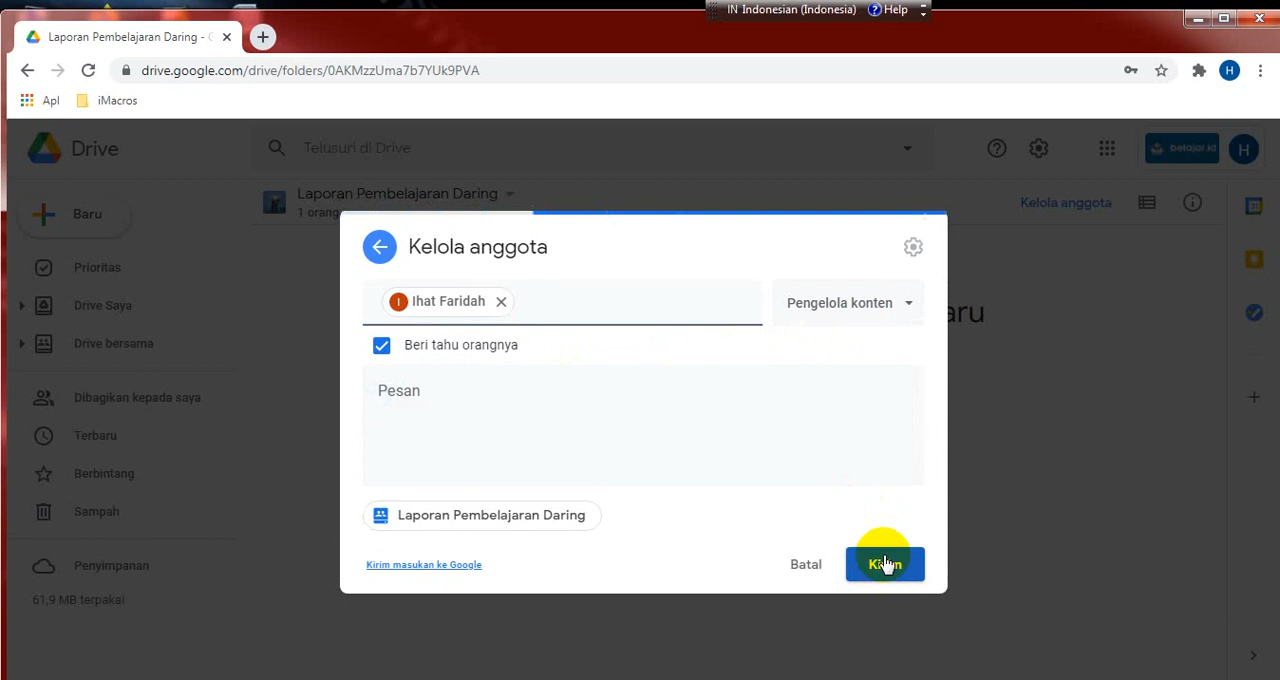 IN Indonesian (Indonesia) Help
Laporan Pembelajaran Daring -
drive.google.com/drive/folders/0AKMzzUma7b7YUk9PVA
H
Apl iMacros
Drive
Telusuri di Drive
belajar.id
H
Baru
Laporan Pembelajaran Daring
1 orang
Kelola anggota
Prioritas
Drive Saya
Drive bersama
Dibagikan kepada saya
Terbaru
Berbintang
Sampah
Penyimpanan
61,9 MB terpakai
aru
Kelola anggota
I Ihat Faridah
Pengelola konten
Beri tahu orangnya
Pesan
Laporan Pembelajaran Daring
Kirim masukan ke Google
Batal
Kirim